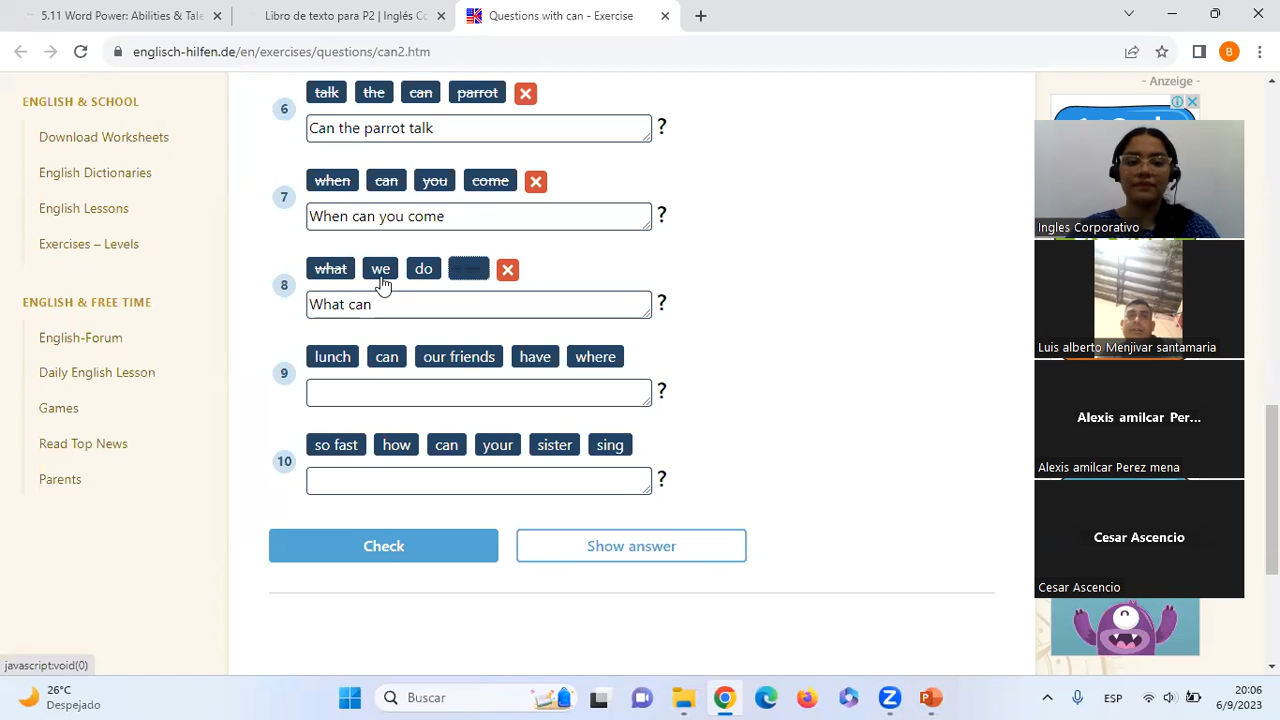 5.11 Word Power: Abilities & Tale
Libro de texto para P2 | Inglés Co
Questions with can - Exercise
englisch-hilfen.de/en/exercises/questions/can2.htm
B
ENGLISH & SCHOOL
Download Worksheets
English Dictionaries
English Lessons
Exercises – Levels
ENGLISH & FREE TIME
English-Forum
Daily English Lesson
Games
Read Top News
Parents
6
talk the can parrot
Can the parrot talk
?
7
when can you come
When can you come
?
8
what we do
What can
?
9
lunch can our friends have where
?
10
so fast how can your sister sing
?
Check
Show answer
- Anzeige -
Ingles Corporativo
Luis alberto Menjivar santamaria
Alexis amilcar Per...
Alexis amilcar Perez mena
Cesar Ascencio
Cesar Ascencio
javascript:void(0)
26°C
Despejado
Buscar
ESP
20:06
6/9/2023